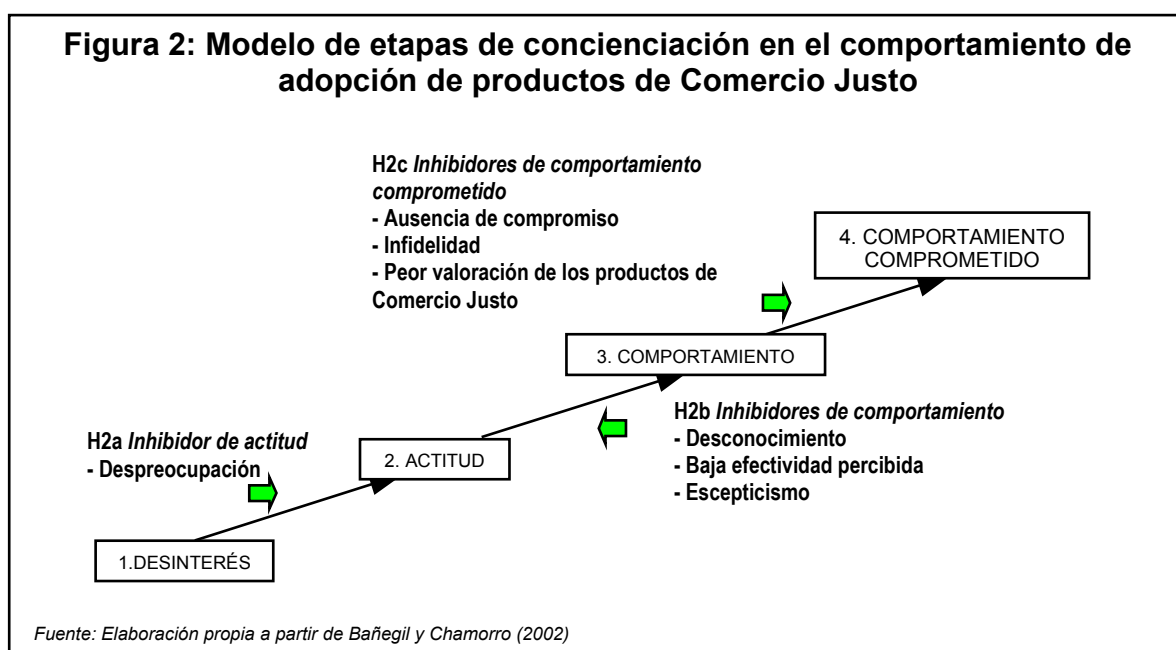 Figura 2: Modelo de etapas de concienciación en el comportamiento de
adopción de productos de Comercio Justo
H2c Inhibidores de comportamiento
comprometido
- Ausencia de compromiso
- Infidelidad
- Peor valoración de los productos de
Comercio Justo
4. COMPORTAMIENTO
COMPROMETIDO
3. COMPORTAMIENTO
H2b Inhibidores de comportamiento
- Desconocimiento
- Baja efectividad percibida
- Escepticismo
H2a Inhibidor de actitud
- Despreocupación
2. ACTITUD
1.DESINTERÉS
Fuente: Elaboración propia a partir de Bañegil y Chamorro (2002)